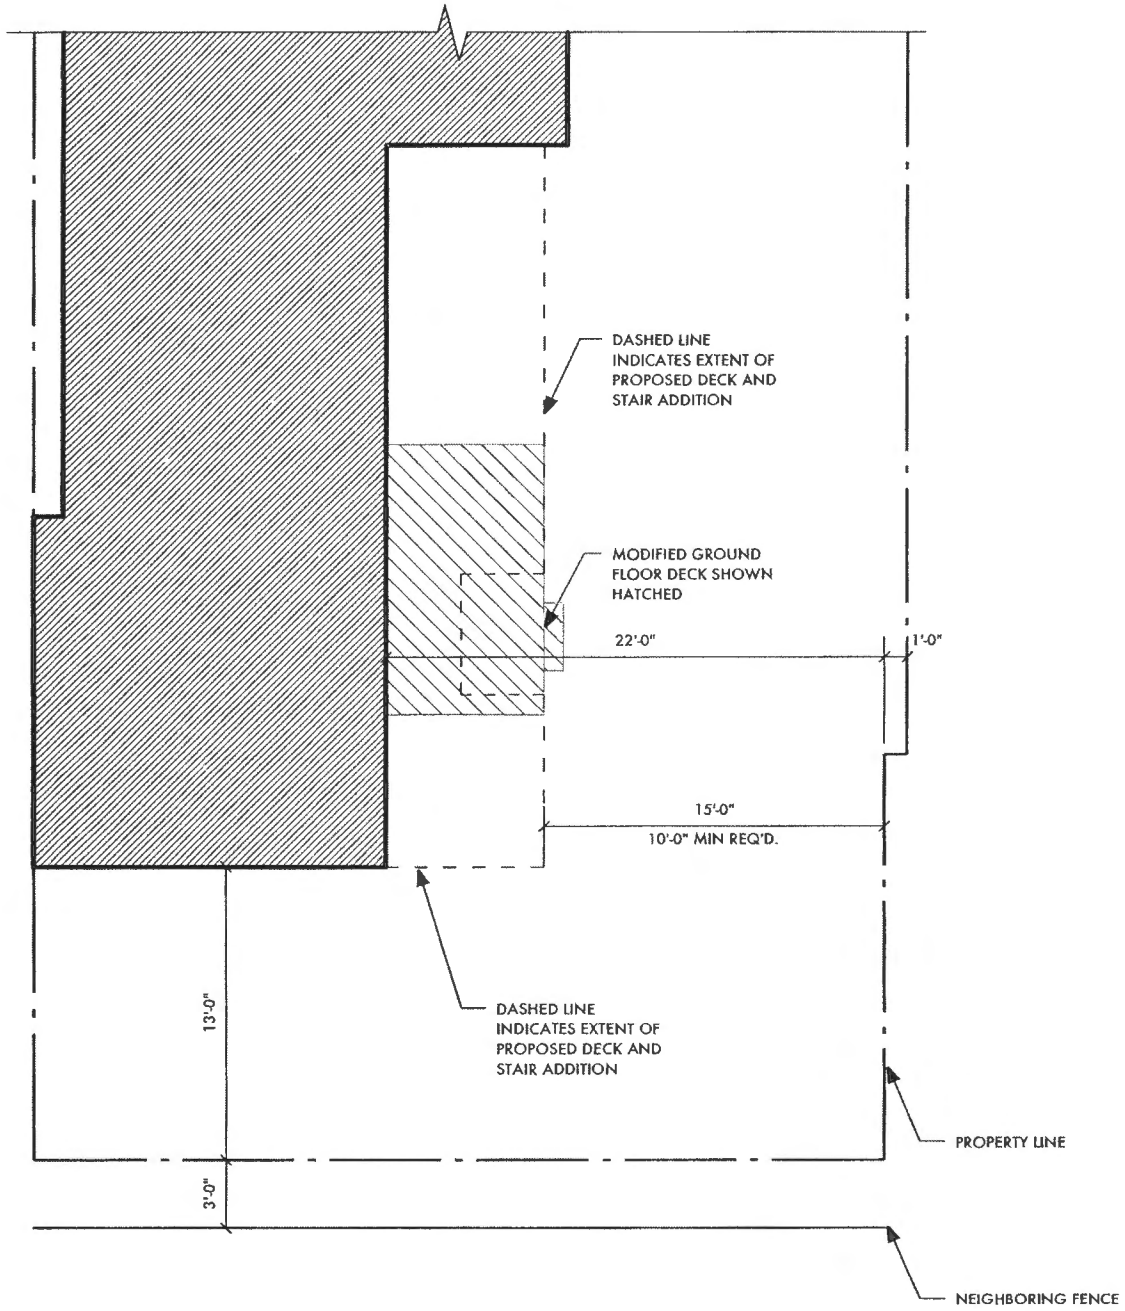 DASHED LINE
INDICATES EXTENT OF
PROPOSED DECK AND
STAIR ADDITION
MODIFIED GROUND
FLOOR DECK SHOWN
HATCHED
22'-0"
1'-0"
15'-0"
10'-0" MIN REQ'D.
13'-0"
DASHED LINE
INDICATES EXTENT OF
PROPOSED DECK AND
STAIR ADDITION
PROPERTY LINE
3'-0"
NEIGHBORING FENCE